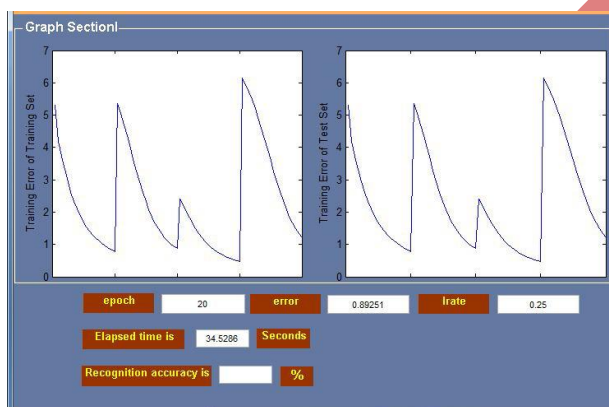 Graph Sectionl
Training Error of Training Set
7
6
5
4
3
2
1
0
Training Error of Test Set
7
6
5
4
3
2
1
0
epoch 20 error 0.89251 lrate 0.25
Elapsed time is 34.5286 Seconds
Recognition accuracy is %